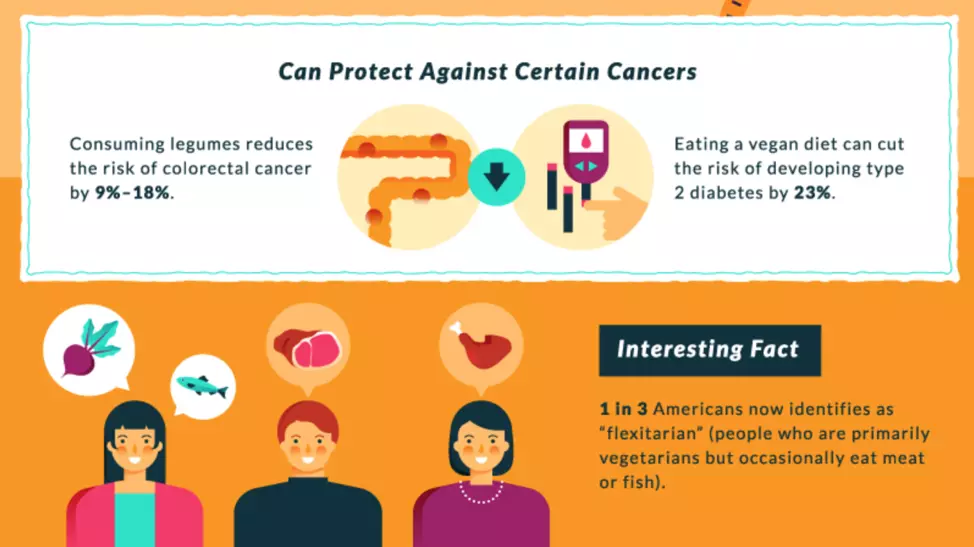 Can Protect Against Certain Cancers
Consuming legumes reduces
the risk of colorectal cancer
by 9%–18%.
Eating a vegan diet can cut
the risk of developing type
2 diabetes by 23%.
Interesting Fact
1 in 3 Americans now identifies as
“flexitarian” (people who are primarily
vegetarians but occasionally eat meat
or fish).